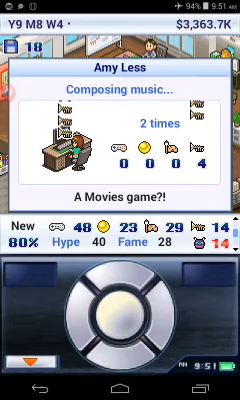 94% 9:51 AM
Y9 M8 W4 $3,363.7K
18
Amy Less
Composing music...
2 times
0 0 0 4
A Movies game?!
New 48 23 29 14
80% Hype 40 Fame 28 14
AM 9:51